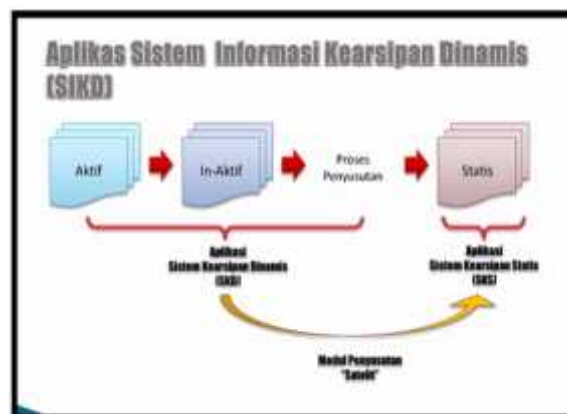 Aplikas Sistem Informasi Kearsipan Dinamis
(SIKD)
Aktif
In-Aktif
Proses
Penyusutan
Statis
Aplikasi
Sistem Kearsipan Dinamis
(SKD)
Aplikasi
Sistem Kearsipan Statis
(SKS)
Modul Penyusutan
"Satelit"